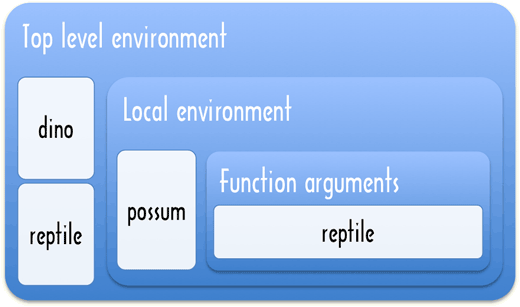 Top level environment
dino
reptile
Local environment
possum
Function arguments
reptile